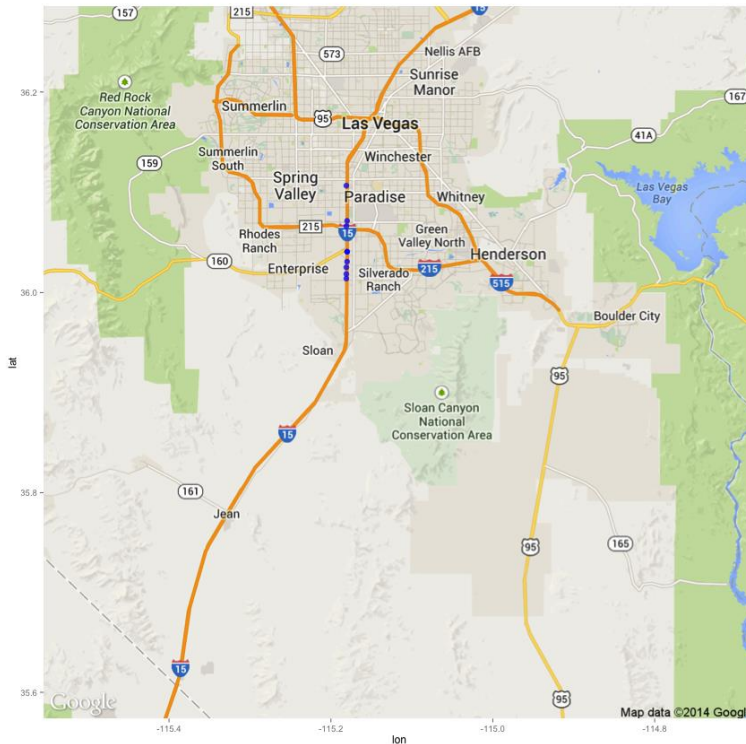 157
215
15
573
Nellis AFB
Sunrise
Manor
36.2
Red Rock
Canyon National
Conservation Area
Summerlin
95
Las Vegas
167
41A
159
Summerlin
South
Winchester
Spring
Valley
Paradise
Whitney
Las Vegas
Bay
Rhodes
Ranch
215
15
Green
Valley North
Henderson
160
Enterprise
Silverado
Ranch
215
515
36.0
Boulder City
Sloan
lat
95
Sloan Canyon
National
Conservation Area
15
35.8
161
Jean
95
165
15
35.6
Google
95
Map data ©2014 Googl
-115.4
-115.2
-115.0
-114.8
lon